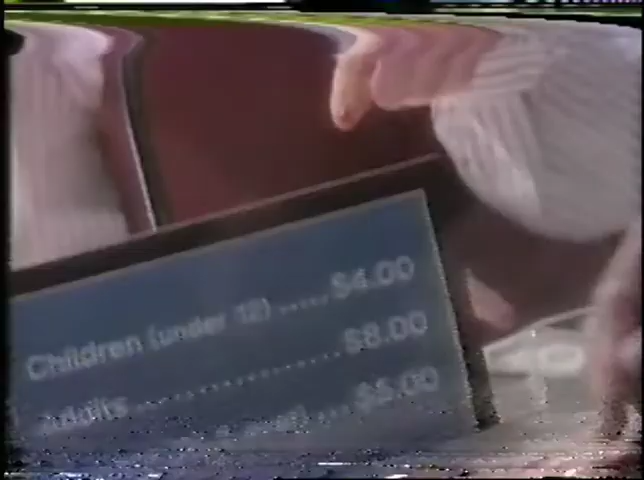 Children (under 12) ..... $4.00
Adults .................. $8.00
$5.00